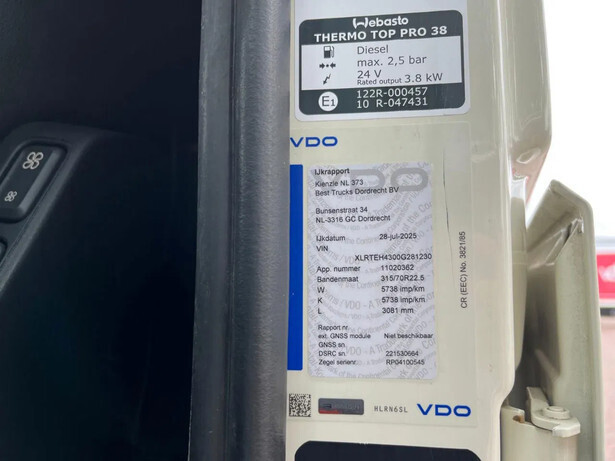 Webasto
THERMO TOP PRO 38
Diesel
max. 2,5 bar
24 V
Rated output 3.8 kW
E1
122R-000457
10 R-047431
VDO
IJkrapport
Kienzle NL 373
Best Trucks Dordrecht BV
Bunsenstraat 34
NL-3316 GC Dordrecht
IJkdatum 28-jul-2025
VIN
XLRTEH4300G281230
App. nummer 11020362
Bandenmaat 315/70R22.5
W 5738 imp/km
K 5738 imp/km
L 3081 mm
Rapport nr.
ext. GNSS module Niet beschikbaar
GNSS sn.
DSRC sn. 221530664
Zegel serienr. RP04100545
CR (EEC) No. 3821/85
HLRN6SL
VDO